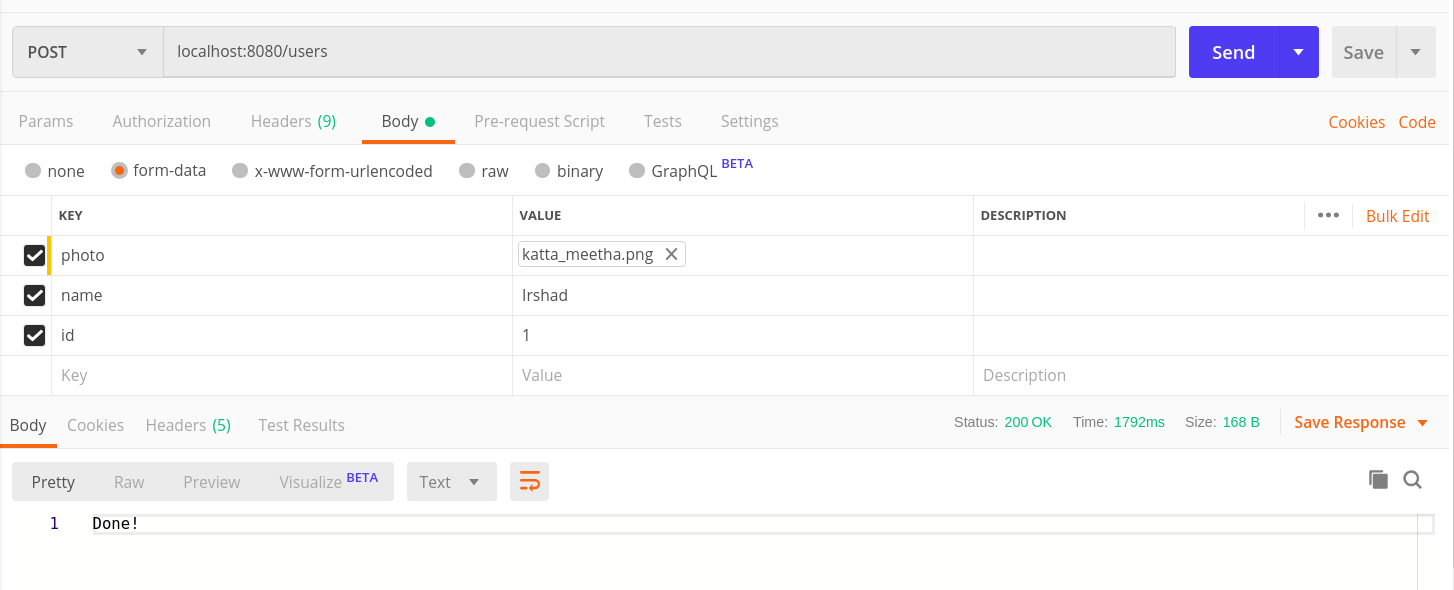 POST localhost:8080/users Send Save
Params Authorization Headers (9) Body Pre-request Script Tests Settings Cookies Code
none form-data x-www-form-urlencoded raw binary GraphQL BETA
KEY VALUE DESCRIPTION ••• Bulk Edit
photo katta_meetha.png
name Irshad
id 1
Key Value Description
Body Cookies Headers (5) Test Results Status: 200 OK Time: 1792ms Size: 168 B Save Response
Pretty Raw Preview Visualize BETA Text
1 Done!